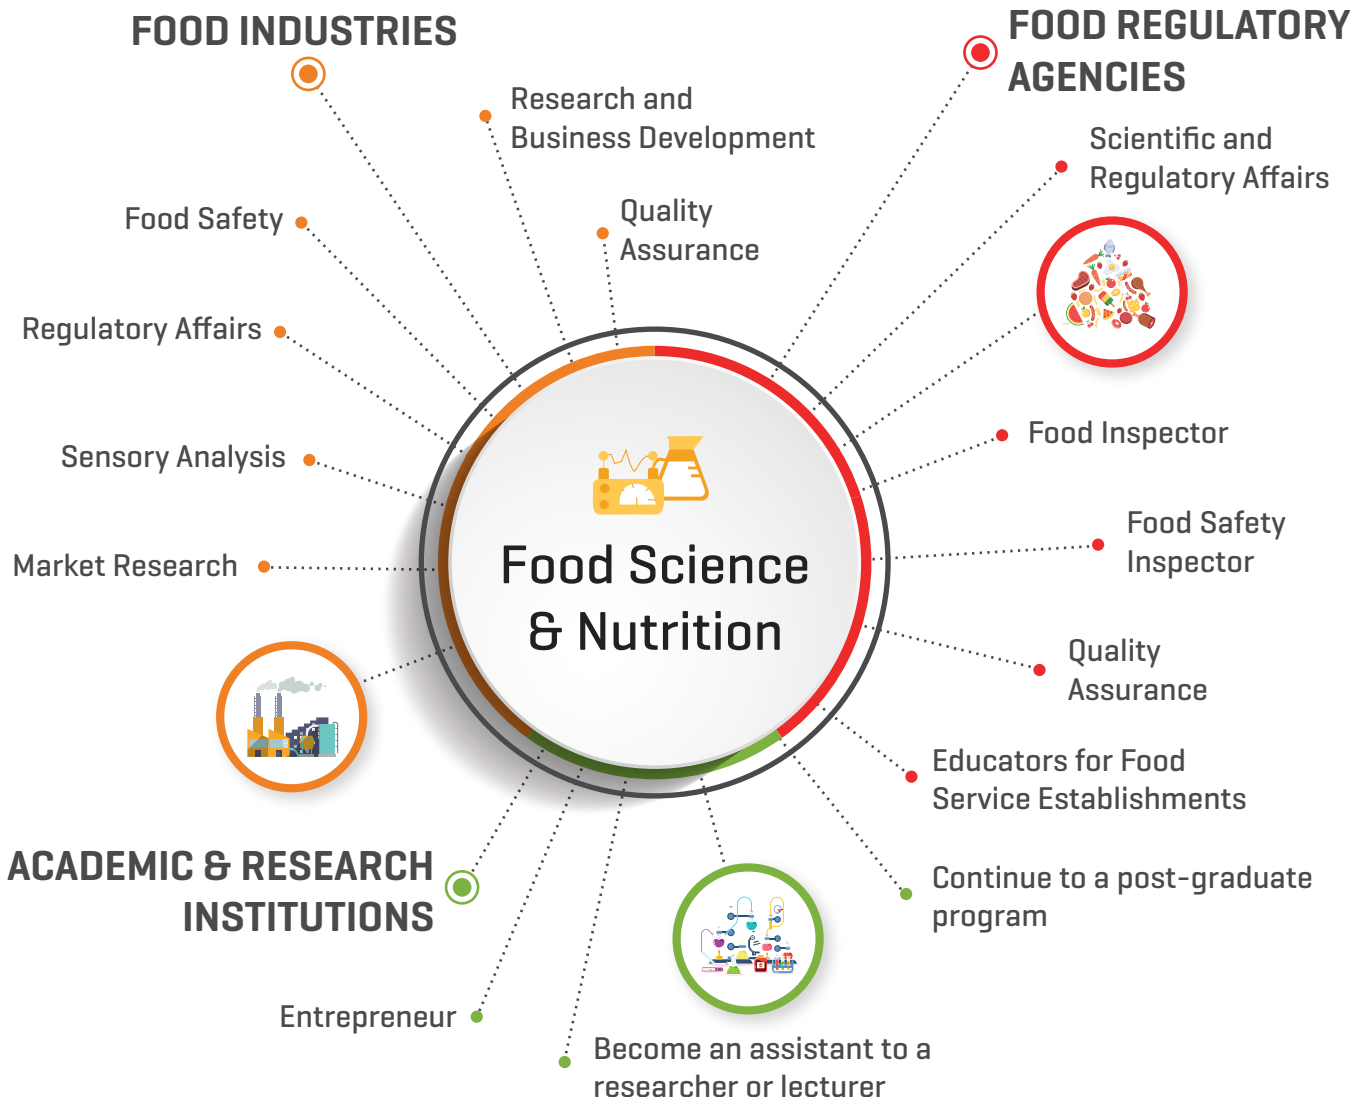 FOOD INDUSTRIES
Research and
Business Development
Quality
Assurance
Food Safety
Regulatory Affairs
Sensory Analysis
Market Research
FOOD REGULATORY
AGENCIES
Scientific and
Regulatory Affairs
Food Inspector
Food Safety
Inspector
Quality
Assurance
Educators for Food
Service Establishments
Food Science
& Nutrition
ACADEMIC & RESEARCH
INSTITUTIONS
Continue to a post-graduate
program
Entrepreneur
Become an assistant to a
researcher or lecturer